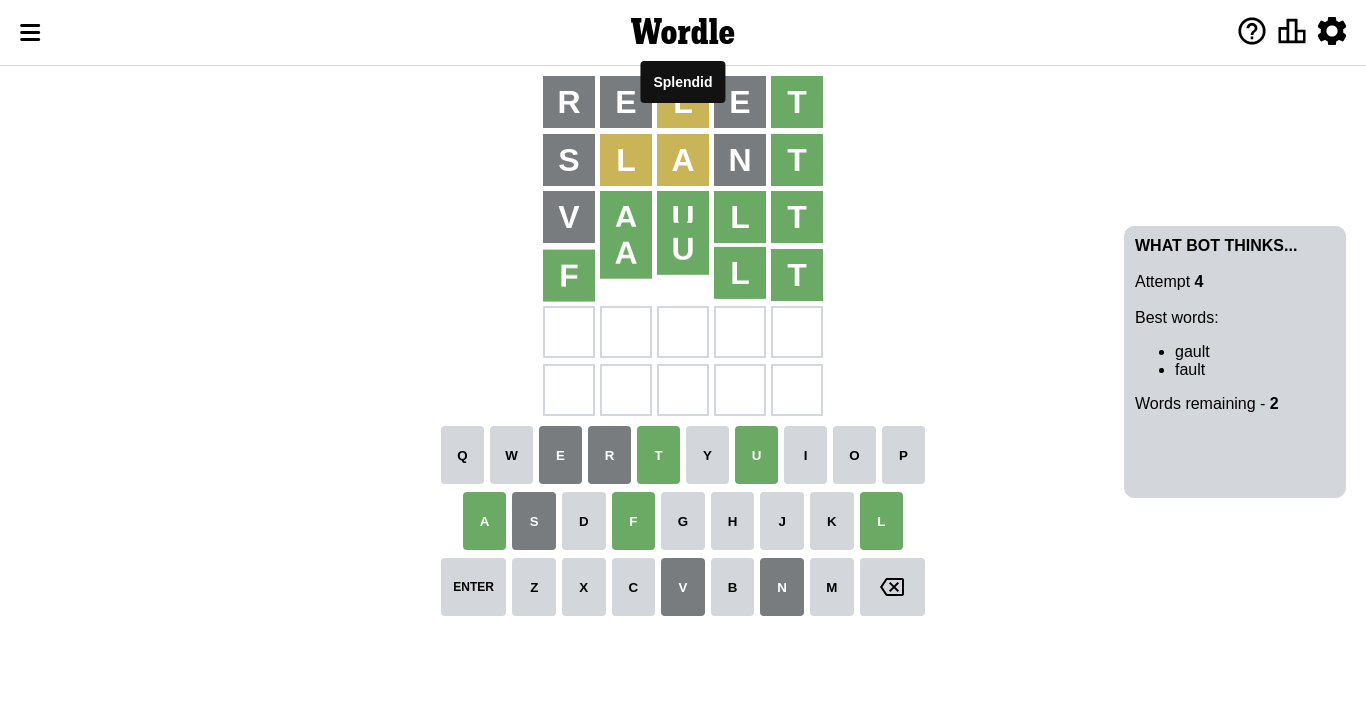 Wordle
Splendid
R E L E T
S L A N T
V A U L T
F A U L T
WHAT BOT THINKS...
Attempt 4
Best words:
gault
fault
Words remaining - 2
Q W E R T Y U I O P
A S D F G H J K L
ENTER Z X C V B N M